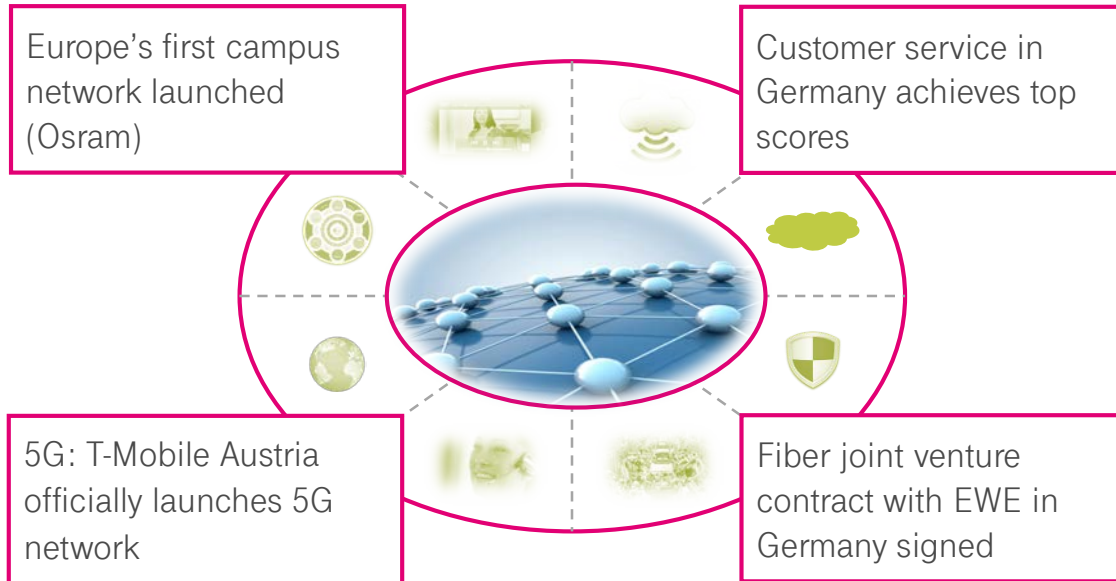 Europe’s first campus
network launched
(Osram)
Customer service in
Germany achieves top
scores
5G: T-Mobile Austria
officially launches 5G
network
Fiber joint venture
contract with EWE in
Germany signed